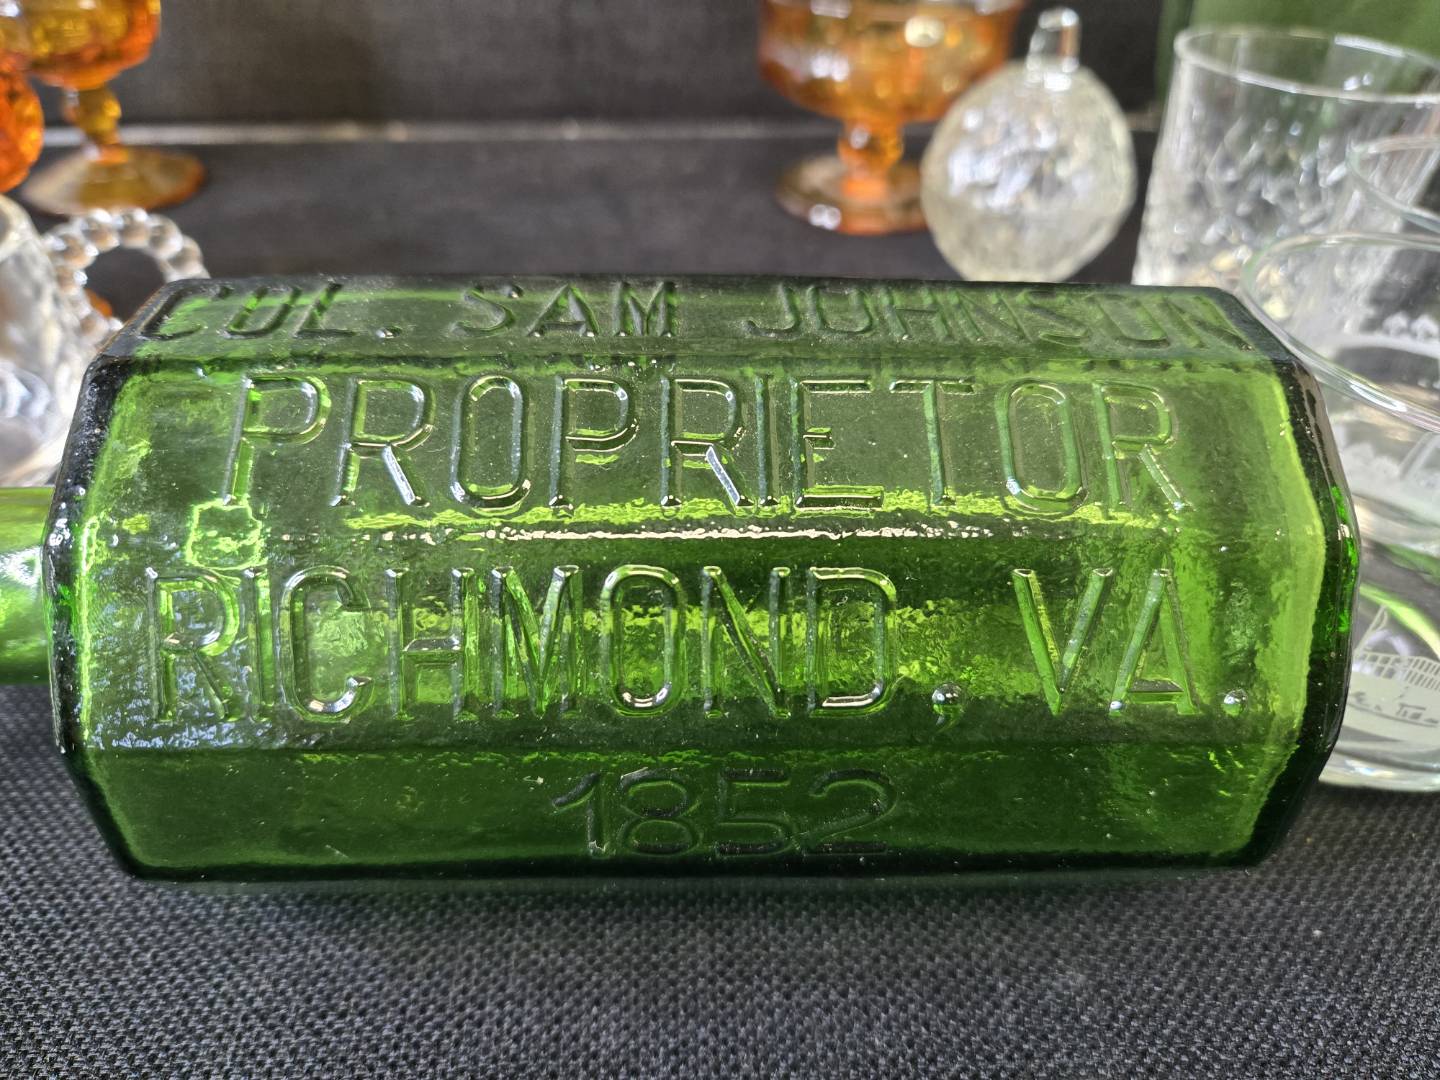 COL. SAM JOHNSON
PROPRIETOR
RICHMOND, VA.
1852